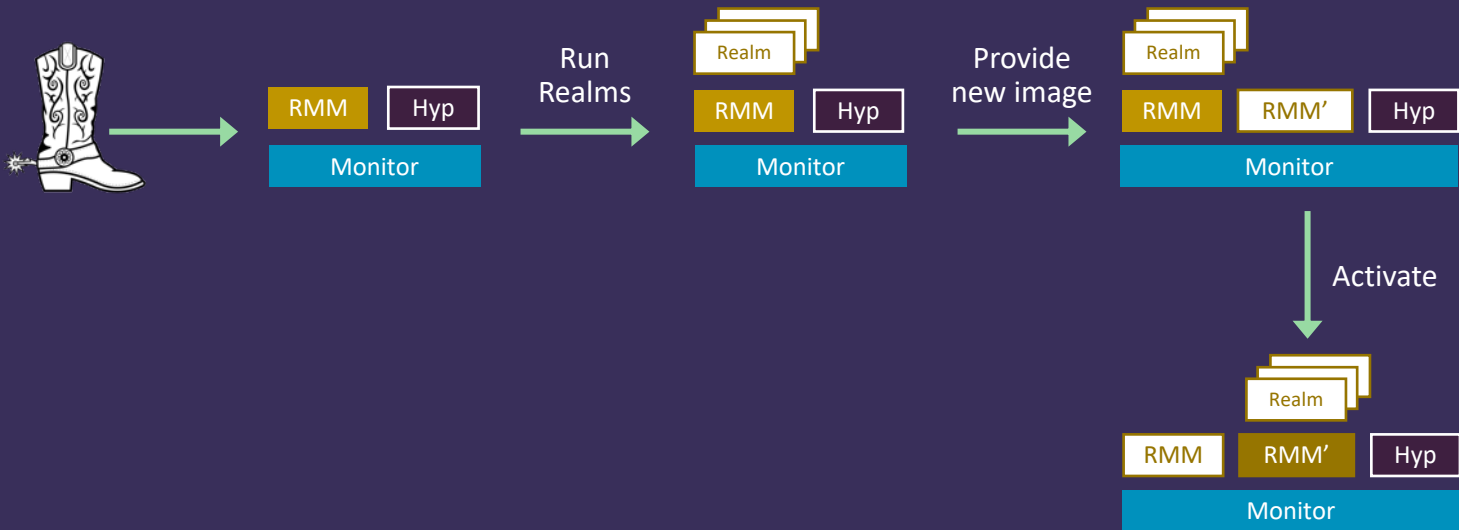 Run
Realms
Provide
new image
Realm
Realm
RMM
Hyp
RMM
Hyp
RMM
RMM’
Hyp
Monitor
Monitor
Monitor
Activate
Realm
RMM
RMM’
Hyp
Monitor